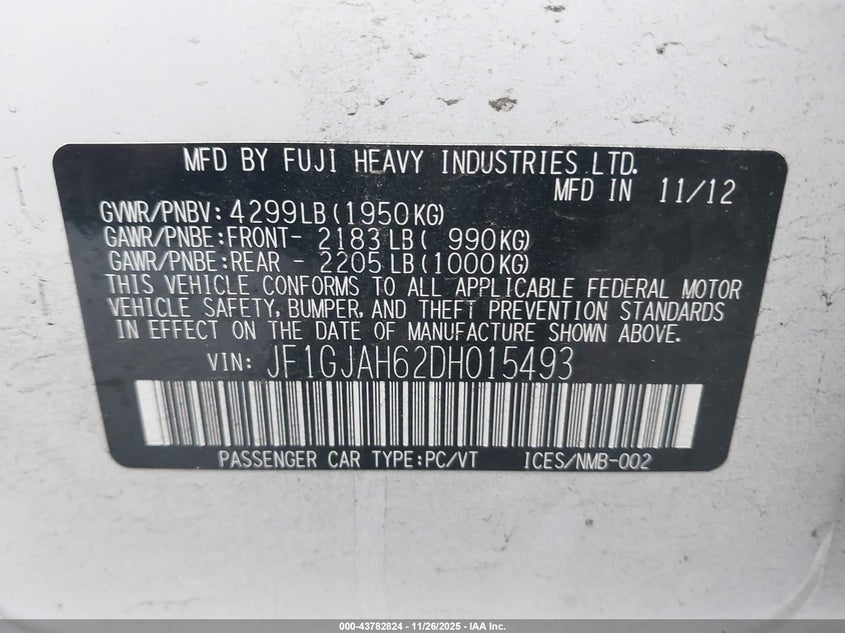 MFD BY FUJI HEAVY INDUSTRIES LTD.
MFD IN 11/12
GVWR/PNBV: 4299LB(1950KG)
GAWR/PNBE:FRONT- 2183LB( 990KG)
GAWR/PNBE:REAR - 2205LB(1000KG)
THIS VEHICLE CONFORMS TO ALL APPLICABLE FEDERAL MOTOR
VEHICLE SAFETY, BUMPER, AND THEFT PREVENTION STANDARDS
IN EFFECT ON THE DATE OF MANUFACTURE SHOWN ABOVE.
VIN: JF1GJAH62DH015493
PASSENGER CAR TYPE:PC/VT ICES/NMB-002
000-43782824 - 11/26/2025 - IAA Inc.